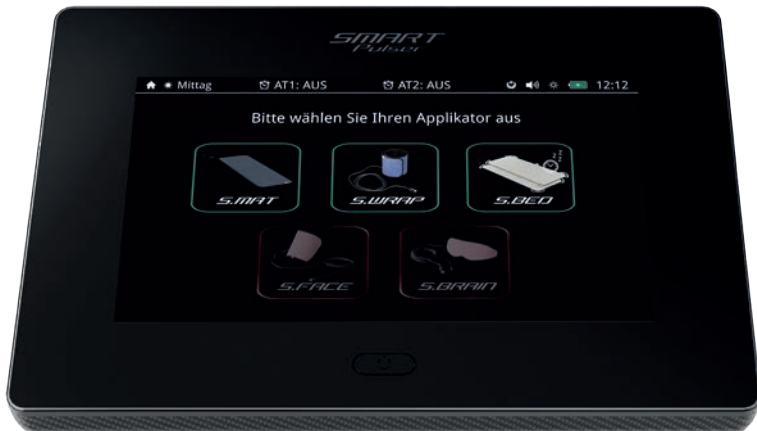 SMART
Pulser
Mittag AT1: AUS AT2: AUS 12:12
Bitte wählen Sie Ihren Applikator aus
S.MAT S.WRAP S.BED
S.FACE S.BRAIN